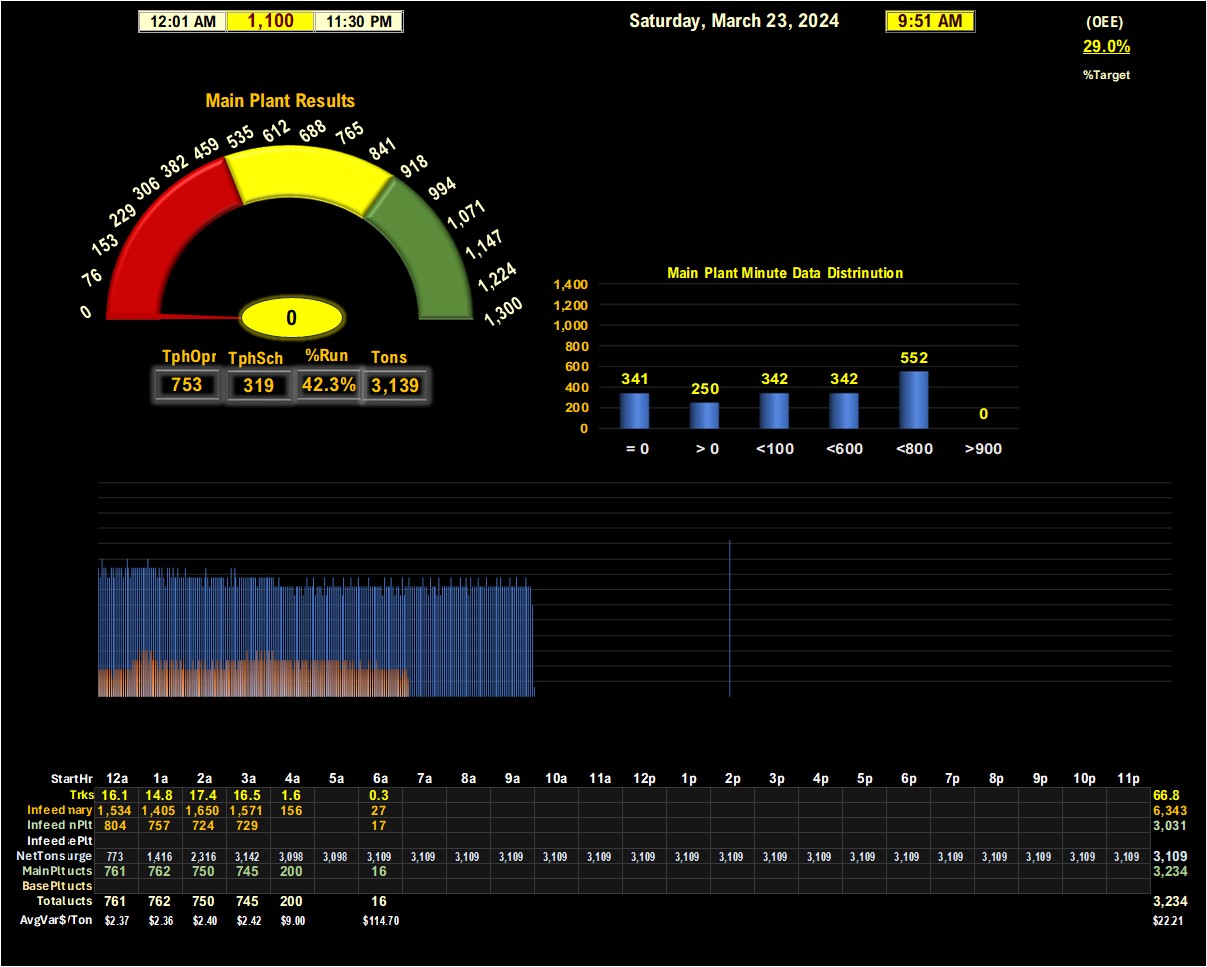 12:01 AM 1,100 11:30 PM Saturday, March 23, 2024 9:51 AM (OEE)
29.0%
%Target
Main Plant Results
0 76 153 229 306 382 459 535 612 688 765 841 918 994 1,071 1,147 1,224 1,300
0
TphOpr TphSch %Run Tons
753 319 42.3% 3,139
Main Plant Minute Data Distrinution
1,400
1,200
1,000
800
600
400
200
0
341 250 342 342 552 0
= 0 > 0 <100 <600 <800 >900
StartHr 12a 1a 2a 3a 4a 5a 6a 7a 8a 9a 10a 11a 12p 1p 2p 3p 4p 5p 6p 7p 8p 9p 10p 11p
Trks 16.1 14.8 17.4 16.5 1.6 0.3 66.8
Infeed nary 1,534 1,405 1,650 1,571 156 27 6,343
Infeed nPlt 804 757 724 729 17 3,031
Infeed ePlt
NetTons urge 773 1,416 2,316 3,142 3,098 3,098 3,109 3,109 3,109 3,109 3,109 3,109 3,109 3,109 3,109 3,109 3,109 3,109 3,109 3,109 3,109 3,109 3,109 3,109 3,109
MainPlt ucts 761 762 750 745 200 16 3,234
BasePlt ucts
Total ucts 761 762 750 745 200 16 3,234
AvgVar$/Ton $2.37 $2.36 $2.40 $2.42 $9.00 $114.70 $22.21